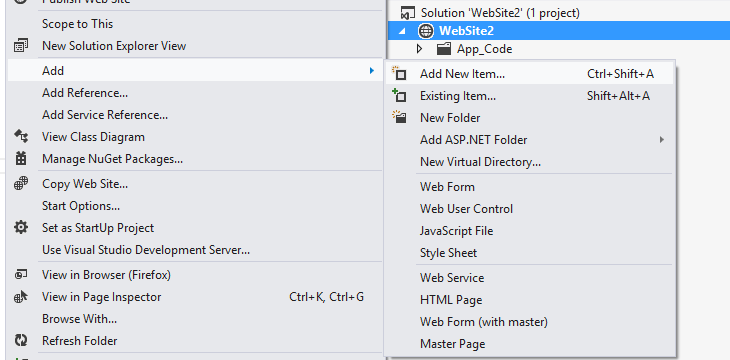 Publish Web Site
Scope to This
New Solution Explorer View
Add
Add Reference...
Add Service Reference...
View Class Diagram
Manage NuGet Packages...
Copy Web Site...
Start Options...
Set as StartUp Project
Use Visual Studio Development Server...
View in Browser (Firefox)
View in Page Inspector Ctrl+K, Ctrl+G
Browse With...
Refresh Folder
Solution 'WebSite2' (1 project)
WebSite2
App_Code
Add New Item... Ctrl+Shift+A
Existing Item... Shift+Alt+A
New Folder
Add ASP.NET Folder
New Virtual Directory...
Web Form
Web User Control
JavaScript File
Style Sheet
Web Service
HTML Page
Web Form (with master)
Master Page